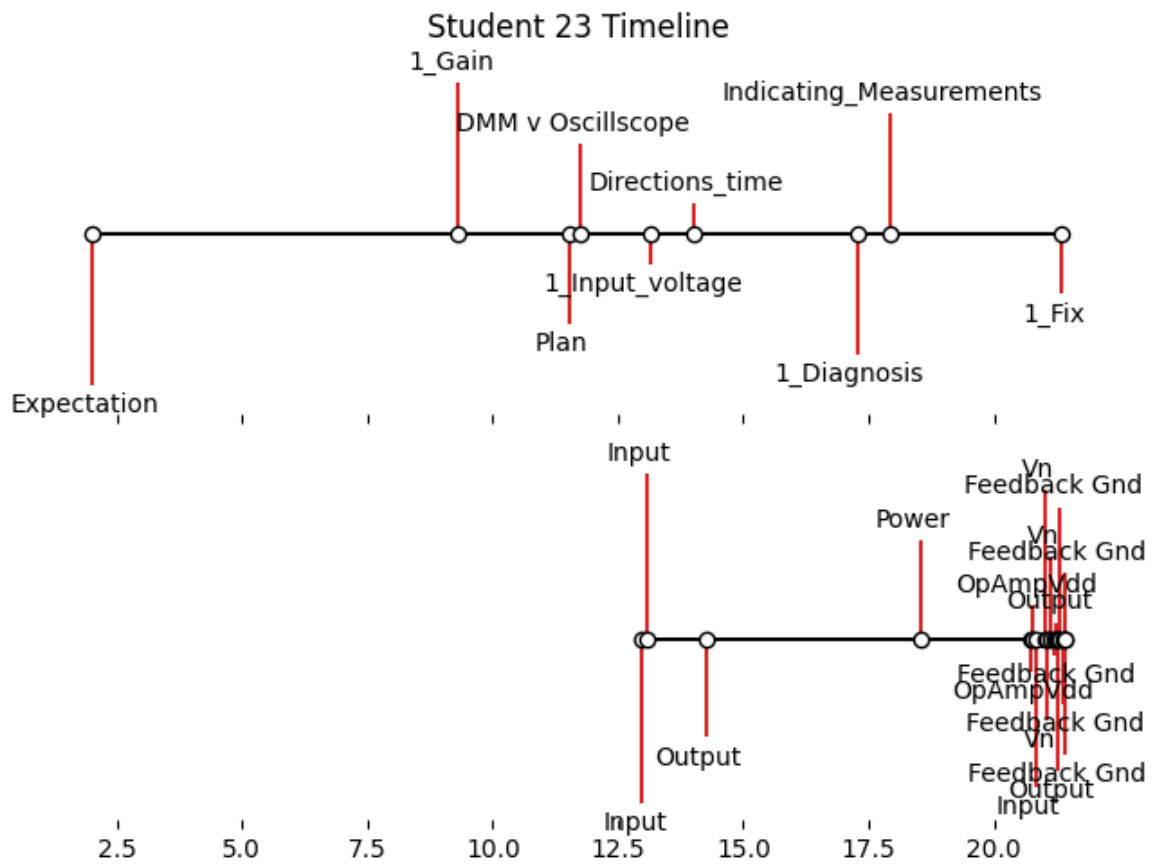 Student 23 Timeline
1_Gain
Indicating_Measurements
DMM v Oscillscope
Directions_time
1_Input_voltage
1_Fix
Plan
1_Diagnosis
Expectation
Input
Vn
Feedback Gnd
Power
Vn
Feedback Gnd
OpAmpVdd
Output
Feedback Gnd
OpAmpVdd
Feedback Gnd
Vn
Output
Feedback Gnd
Output
Input
Input
2.5 5.0 7.5 10.0 12.5 15.0 17.5 20.0